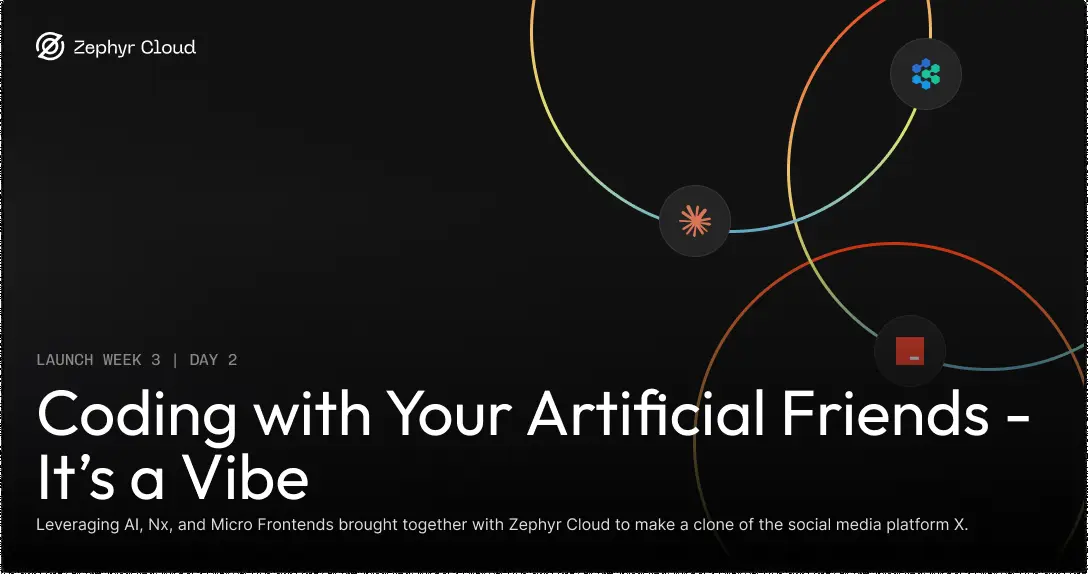 Zephyr Cloud
LAUNCH WEEK 3 | DAY 2
Coding with Your Artificial Friends -
It’s a Vibe
Leveraging AI, Nx, and Micro Frontends brought together with Zephyr Cloud to make a clone of the social media platform X.